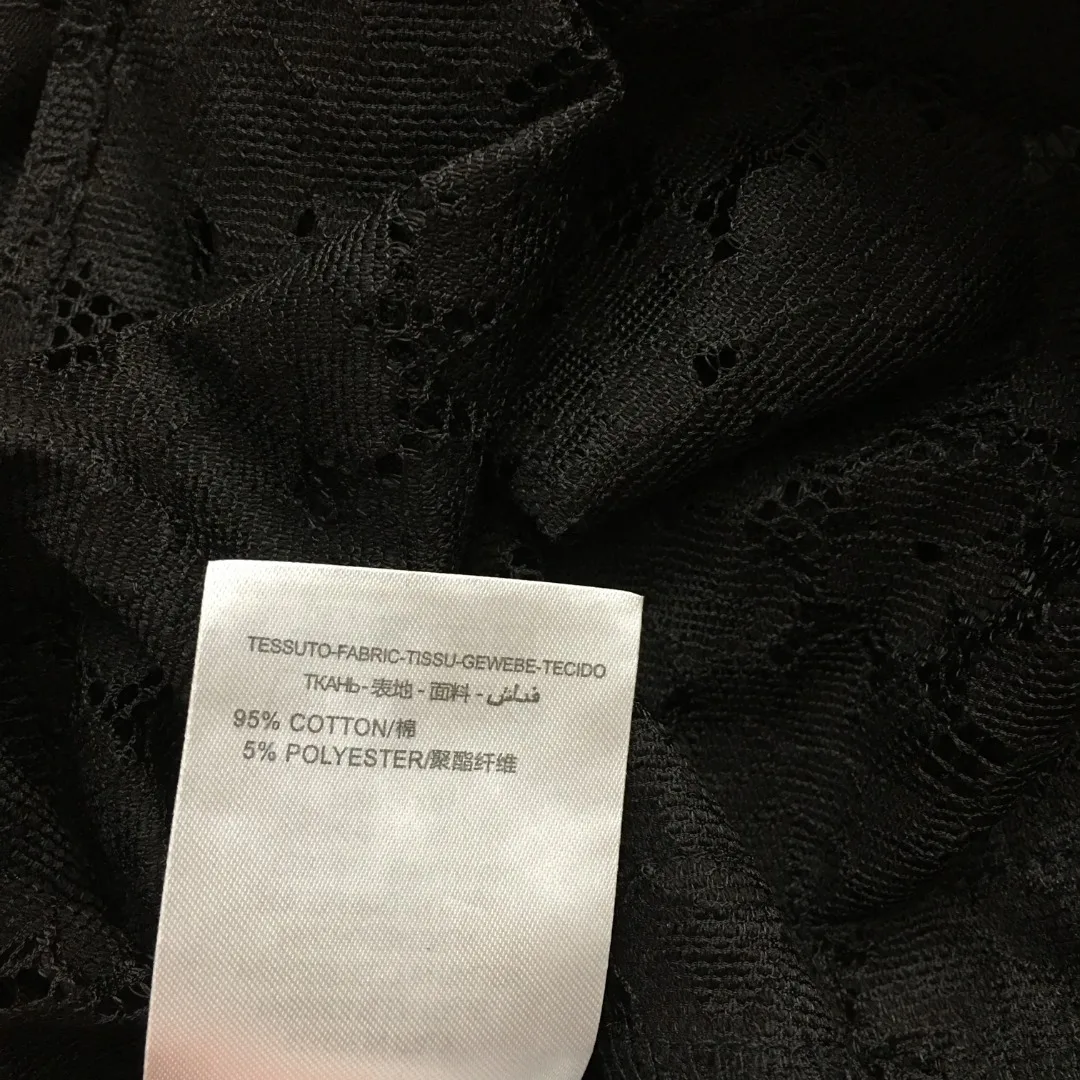 TESSUTO-FABRIC-TISSU-GEWEBE-TECIDO
ТКАНЬ-表地-面料-قماش
95% COTTON/棉
5% POLYESTER/聚酯纤维